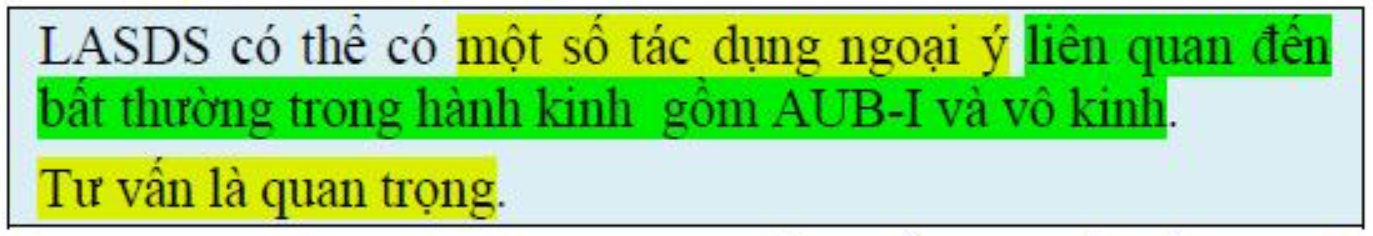 LASDS có thể có một số tác dụng ngoại ý liên quan đến
bất thường trong hành kinh gồm AUB-I và vô kinh.
Tư vấn là quan trọng.